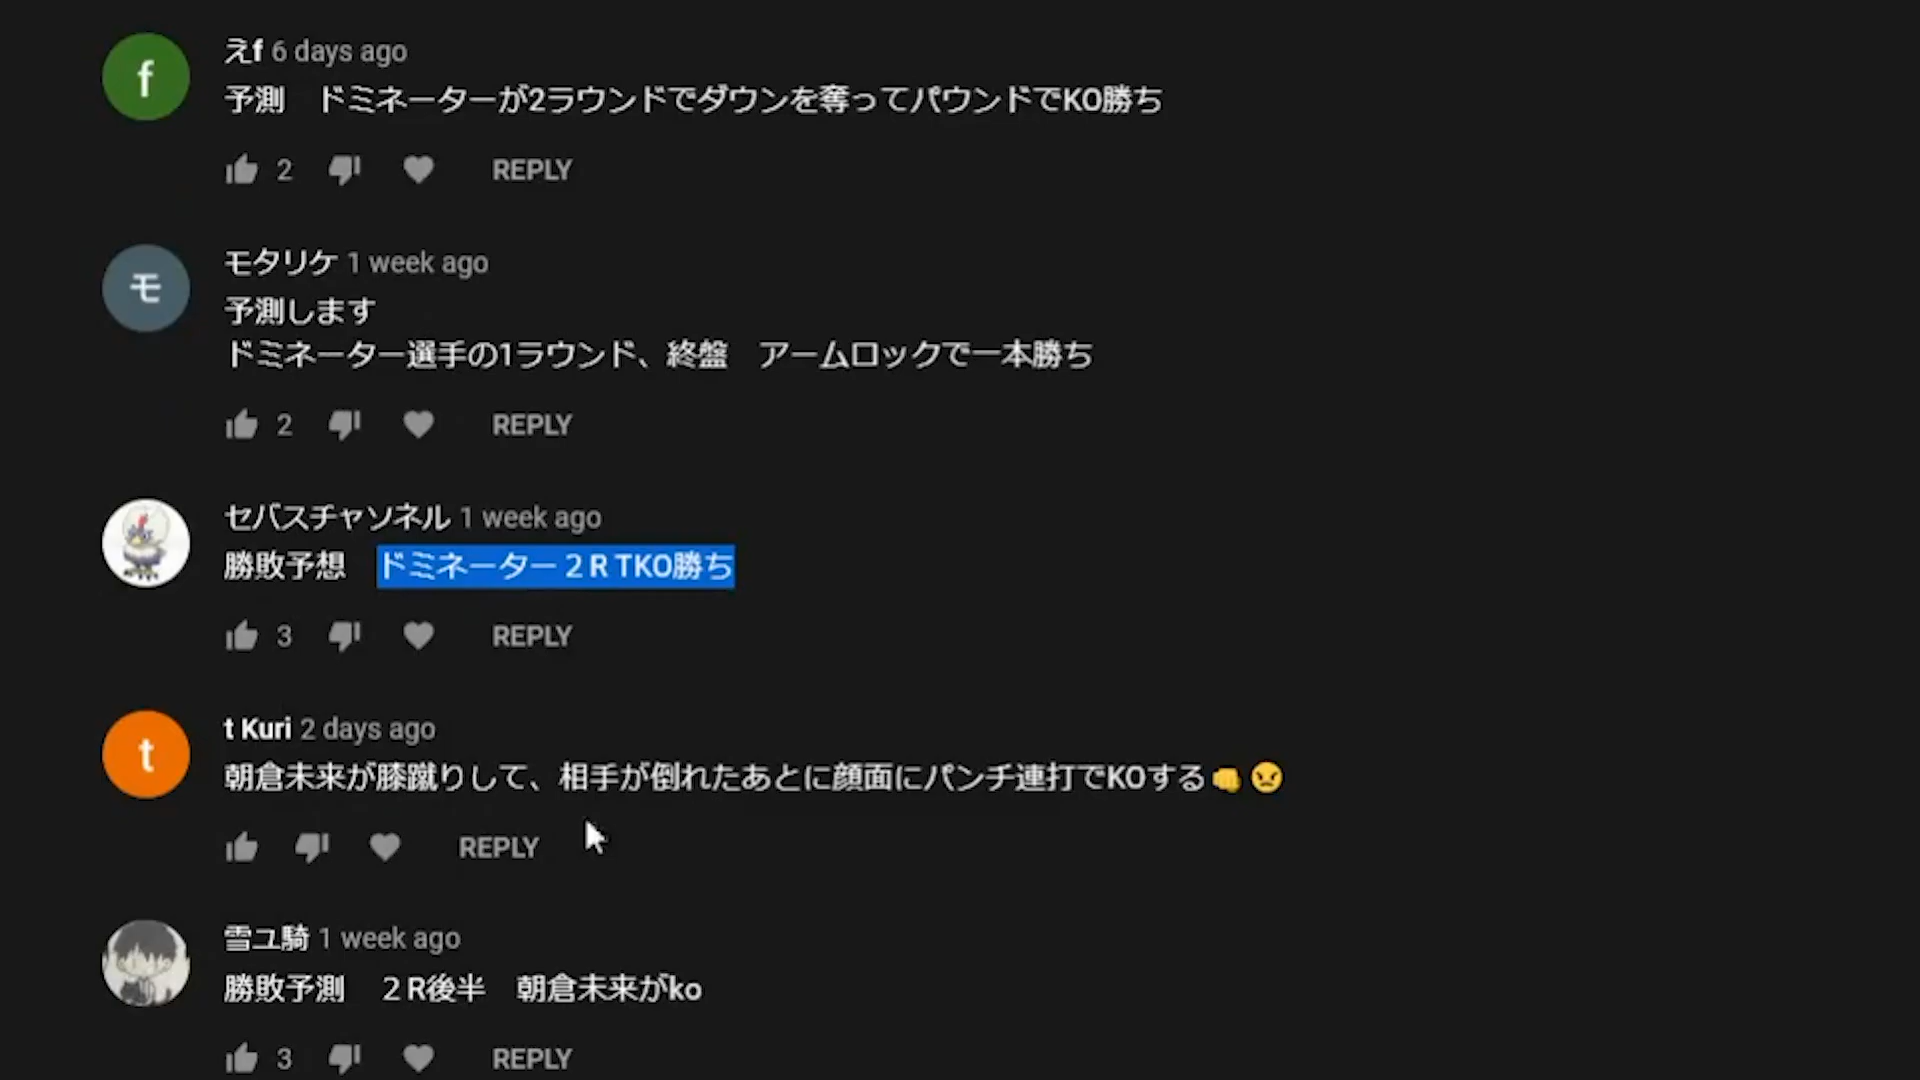 f
えf 6 days ago
予測　ドミネーターが2ラウンドでダウンを奪ってパウンドでKO勝ち
2 REPLY
モ
モタリケ 1 week ago
予測します
ドミネーター選手の1ラウンド、終盤　アームロックで一本勝ち
2 REPLY
セバスチャソネル 1 week ago
勝敗予想　ドミネーター２R TKO勝ち
3 REPLY
t
t Kuri 2 days ago
朝倉未来が膝蹴りして、相手が倒れたあとに顔面にパンチ連打でKOする👊😠
REPLY
雪ユ騎 1 week ago
勝敗予測　２R後半　朝倉未来がko
3 REPLY